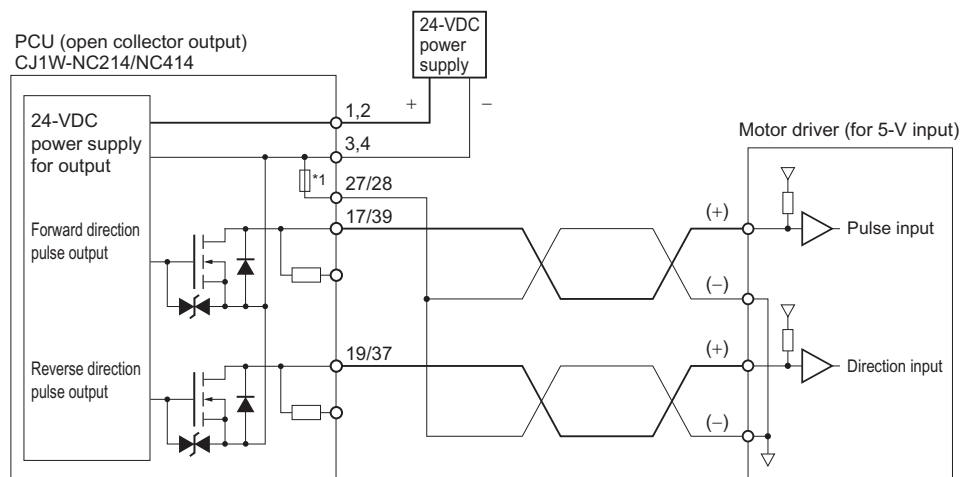 PCU (open collector output)
CJ1W-NC214/NC414
24-VDC
power
supply
24-VDC
power supply
for output
1,2
+
−
3,4
*1
27/28
17/39
Forward direction
pulse output
Reverse direction
pulse output
19/37
Motor driver (for 5-V input)
(+)
Pulse input
(−)
(+)
Direction input
(−)